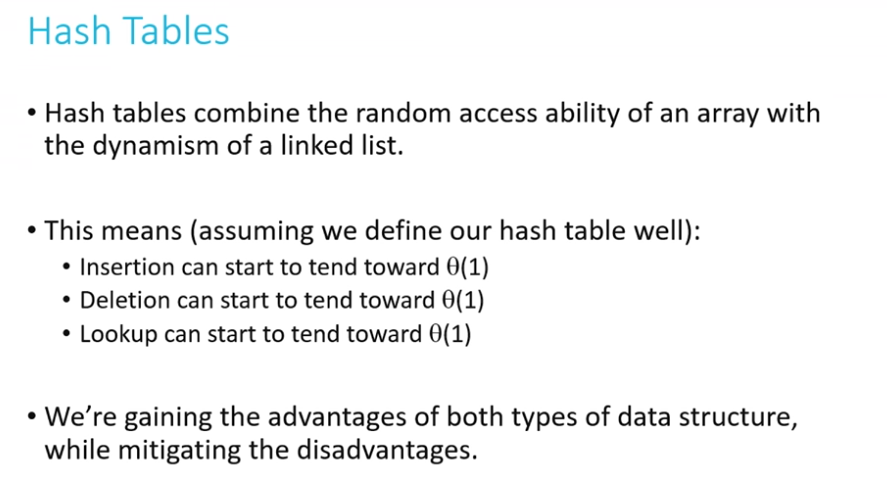 Hash Tables
• Hash tables combine the random access ability of an array with
the dynamism of a linked list.
• This means (assuming we define our hash table well):
• Insertion can start to tend toward θ(1)
• Deletion can start to tend toward θ(1)
• Lookup can start to tend toward θ(1)
• We’re gaining the advantages of both types of data structure,
while mitigating the disadvantages.